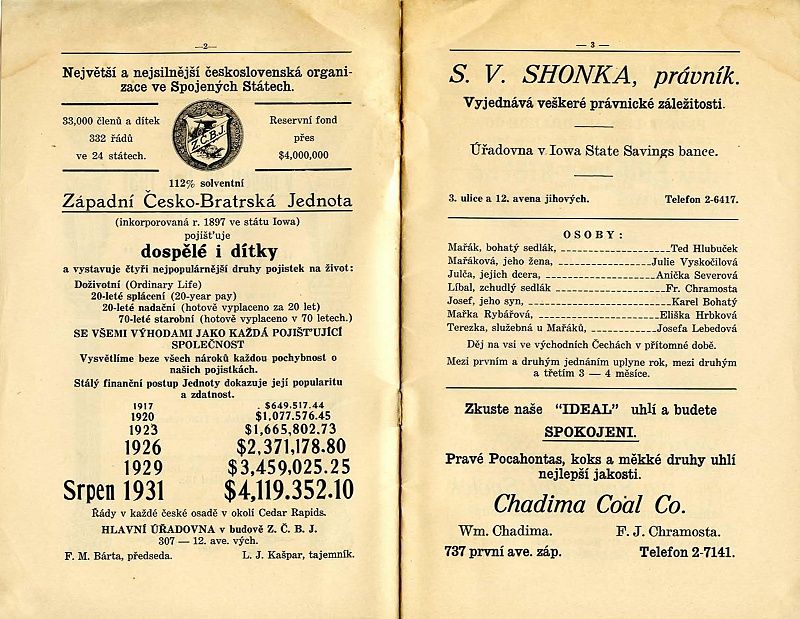 —2—
Největší a nejsilnější československá organi-
zace ve Spojených Státech.
33,000 členů a dítek
332 řádů
ve 24 státech.
Z.Č.B.J.
Reservní fond
přes
$4,000,000
112% solventní
Západní Česko-Bratrská Jednota
(inkorporovaná r. 1897 ve státu Iowa)
pojišťuje
dospělé i dítky
a vystavuje čtyři nejpopulárnější druhy pojistek na život:
Doživotní (Ordinary Life)
20-leté splácení (20-year pay)
20-leté nadační (hotově vyplaceno za 20 let)
70-leté starobní (hotově vyplaceno v 70 letech.)
SE VŠEMI VÝHODAMI JAKO KAŽDÁ POJIŠŤUJÍCÍ
SPOLEČNOST
Vysvětlíme beze všech nároků každou pochybnost o
našich pojistkách.
Stálý finanční postup Jednoty dokazuje její popularitu
a zdatnost.
1917 $649.517.44
1920 $1,077.576.45
1923 $1,665,802.73
1926 $2,371,178.80
1929 $3,459,025.25
Srpen 1931 $4,119.352.10
Řády v každé české osadě v okolí Cedar Rapids.
HLAVNÍ ÚŘADOVNA v budově Z. Č. B. J.
307 — 12. ave. vých.
F. M. Bárta, předseda. L. J. Kašpar, tajemník.
— 3 —
S. V. SHONKA, právník.
Vyjednává veškeré právnické záležitosti.
Úřadovna v Iowa State Savings bance.
3. ulice a 12. avena jihových. Telefon 2-6417.
OSOBY:
Mařák, bohatý sedlák, Ted Hlubuček
Mařáková, jeho žena, Julie Vyskočilová
Julča, jejich dcera, Anička Severová
Líbal, zchudlý sedlák Fr. Chramosta
Josef, jeho syn, Karel Bohatý
Mařka Rybářová, Eliška Hrbková
Terezka, služebná u Mařáků, Josefa Lebedová
Děj na vsi ve východních Čechách v přítomné době.
Mezi prvním a druhým jednáním uplyne rok, mezi druhým
a třetím 3 — 4 měsíce.
Zkuste naše "IDEAL" uhlí a budete
SPOKOJENI.
Pravé Pocahontas, koks a měkké druhy uhlí
nejlepší jakosti.
Chadima Coal Co.
Wm. Chadima. F. J. Chramosta.
737 první ave. záp. Telefon 2-7141.